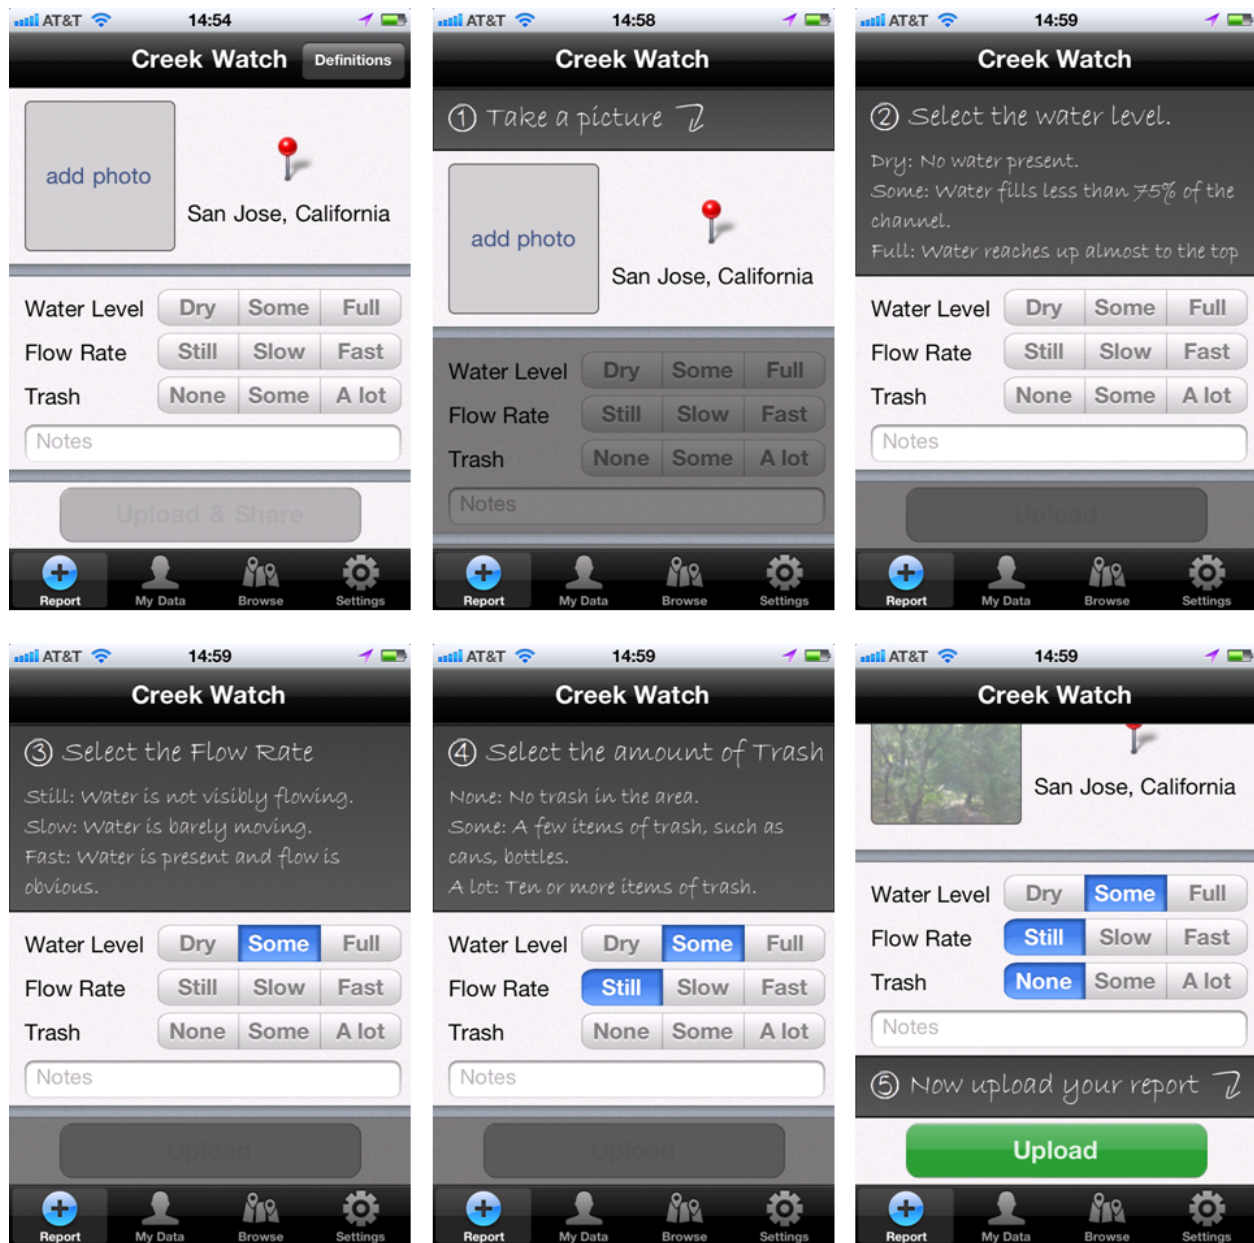 AT&T 14:54
Creek Watch Definitions
add photo
San Jose, California
Water Level Dry Some Full
Flow Rate Still Slow Fast
Trash None Some A lot
Notes
Upload & Share
Report My Data Browse Settings
AT&T 14:58
Creek Watch
1 Take a picture
add photo
San Jose, California
Water Level Dry Some Full
Flow Rate Still Slow Fast
Trash None Some A lot
Notes
Report My Data Browse Settings
AT&T 14:59
Creek Watch
2 Select the water level.
Dry: No water present.
Some: Water fills less than 75% of the
channel.
Full: Water reaches up almost to the top
Water Level Dry Some Full
Flow Rate Still Slow Fast
Trash None Some A lot
Notes
Upload
Report My Data Browse Settings
AT&T 14:59
Creek Watch
3 Select the Flow Rate
Still: Water is not visibly flowing.
Slow: Water is barely moving.
Fast: Water is present and flow is
obvious.
Water Level Dry Some Full
Flow Rate Still Slow Fast
Trash None Some A lot
Notes
Upload
Report My Data Browse Settings
AT&T 14:59
Creek Watch
4 Select the amount of Trash
None: No trash in the area.
Some: A few items of trash, such as
cans, bottles.
A lot: Ten or more items of trash.
Water Level Dry Some Full
Flow Rate Still Slow Fast
Trash None Some A lot
Notes
Upload
Report My Data Browse Settings
AT&T 14:59
Creek Watch
San Jose, California
Water Level Dry Some Full
Flow Rate Still Slow Fast
Trash None Some A lot
Notes
5 Now upload your report
Upload
Report My Data Browse Settings